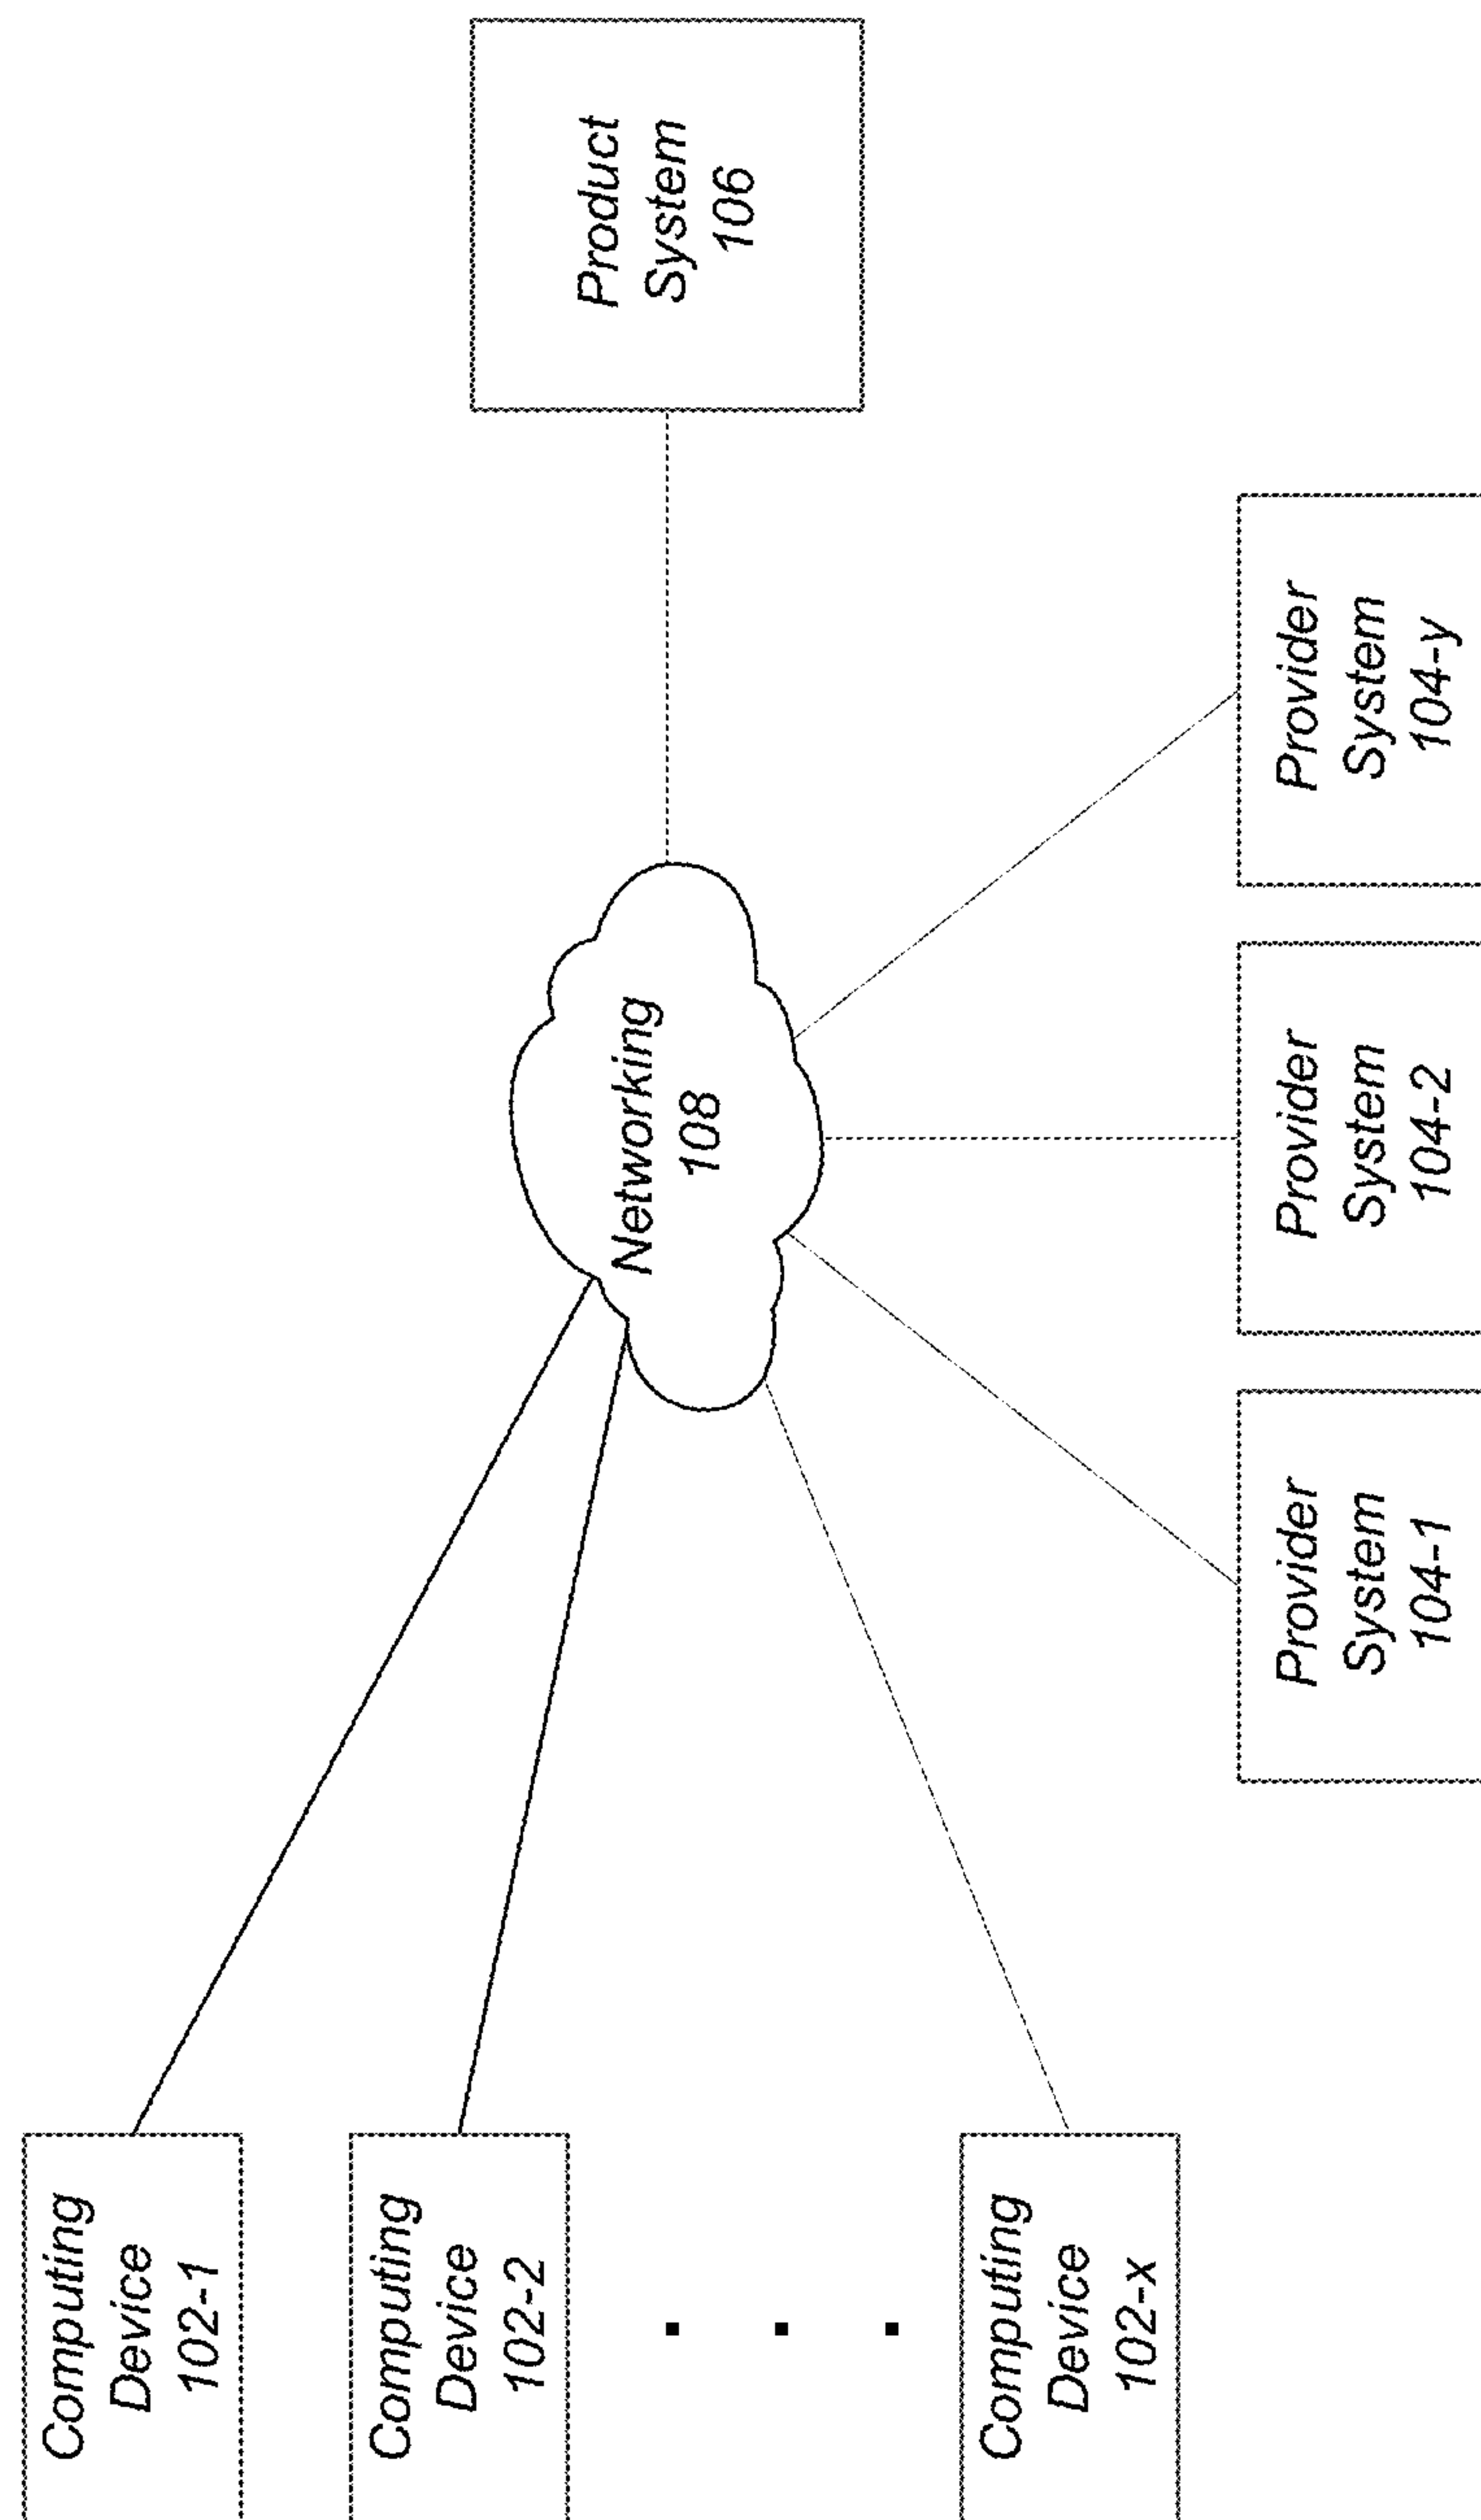 Computing
Device
102-1
Computing
Device
102-2
Computing
Device
102-x
Networking
108
Product
System
106
Provider
System
104-1
Provider
System
104-2
Provider
System
104-y